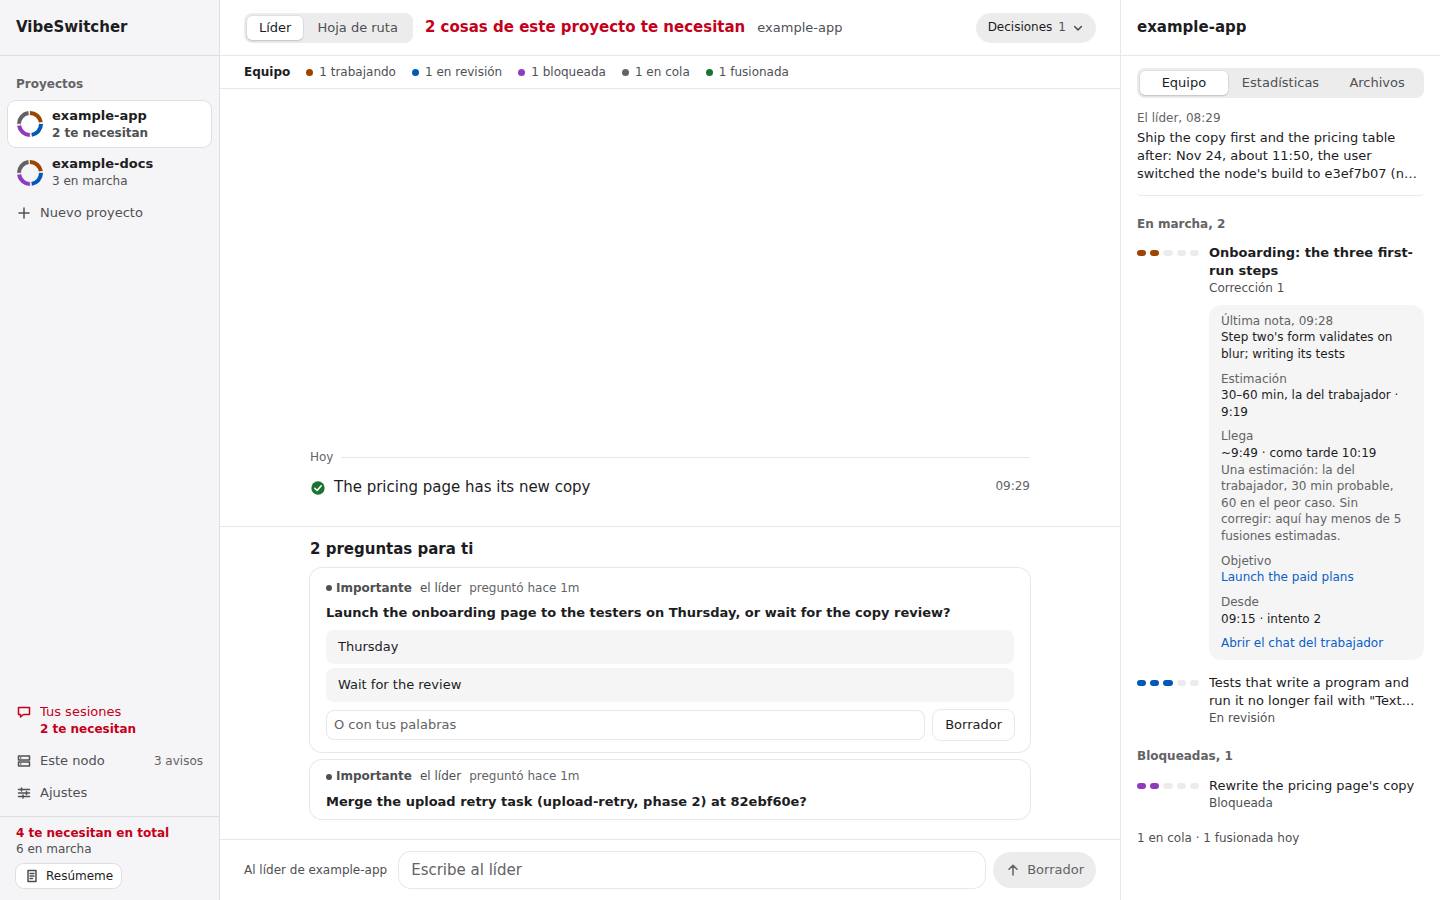 VibeSwitcher
Proyectos
example-app
2 te necesitan
example-docs
3 en marcha
Nuevo proyecto
Tus sesiones
2 te necesitan
Este nodo
3 avisos
Ajustes
4 te necesitan en total
6 en marcha
Resúmeme
Líder
Hoja de ruta
2 cosas de este proyecto te necesitan
example-app
Decisiones 1
Equipo
1 trabajando
1 en revisión
1 bloqueada
1 en cola
1 fusionada
Hoy
The pricing page has its new copy
09:29
2 preguntas para ti
Importante el líder preguntó hace 1m
Launch the onboarding page to the testers on Thursday, or wait for the copy review?
Thursday
Wait for the review
O con tus palabras
Borrador
Importante el líder preguntó hace 1m
Merge the upload retry task (upload-retry, phase 2) at 82ebf60e?
Al líder de example-app
Escribe al líder
Borrador
example-app
Equipo
Estadísticas
Archivos
El líder, 08:29
Ship the copy first and the pricing table
after: Nov 24, about 11:50, the user
switched the node's build to e3ef7b07 (n…
En marcha, 2
Onboarding: the three first-
run steps
Corrección 1
Última nota, 09:28
Step two's form validates on
blur; writing its tests
Estimación
30–60 min, la del trabajador ·
9:19
Llega
~9:49 · como tarde 10:19
Una estimación: la del
trabajador, 30 min probable,
60 en el peor caso. Sin
corregir: aquí hay menos de 5
fusiones estimadas.
Objetivo
Launch the paid plans
Desde
09:15 · intento 2
Abrir el chat del trabajador
Tests that write a program and
run it no longer fail with "Text…
En revisión
Bloqueadas, 1
Rewrite the pricing page's copy
Bloqueada
1 en cola · 1 fusionada hoy